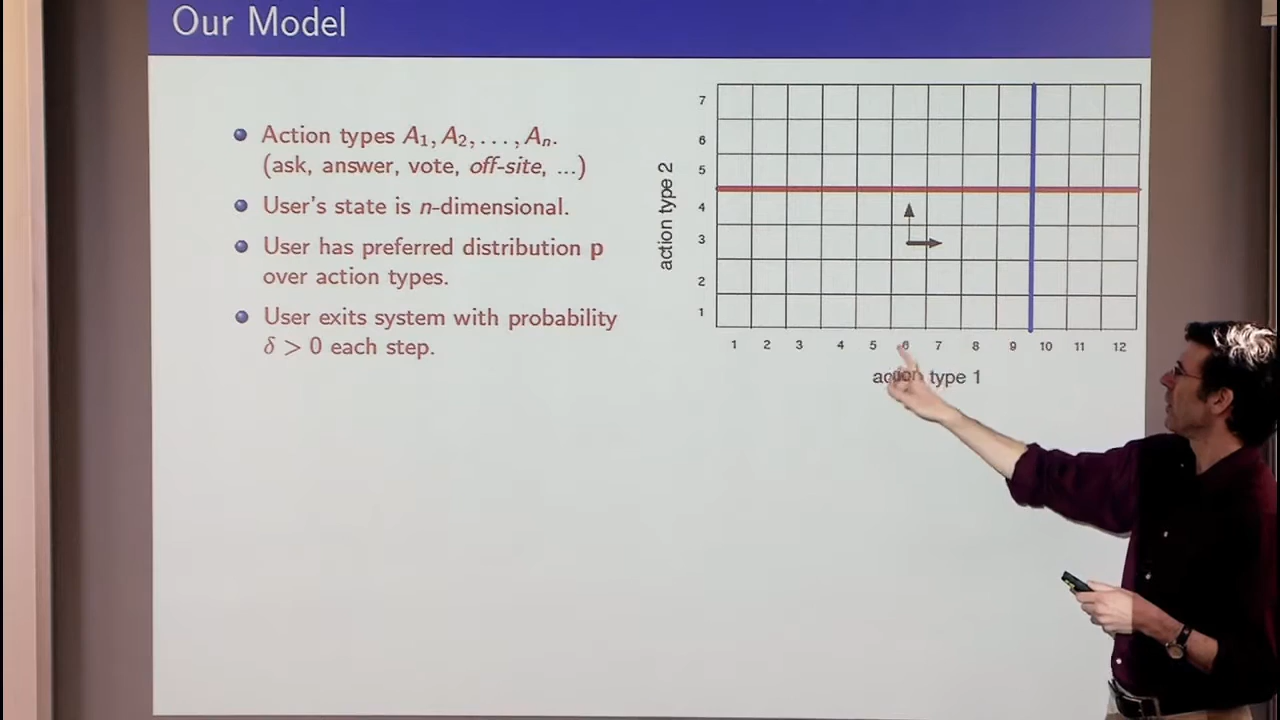 Our Model
Action types A₁, A₂, . . . , Aₙ.
(ask, answer, vote, off-site, ...)
User's state is n-dimensional.
User has preferred distribution p
over action types.
User exits system with probability
δ > 0 each step.
action type 2
7
6
5
4
3
2
1
1 2 3 4 5 6 7 8 9 10 11 12
action type 1